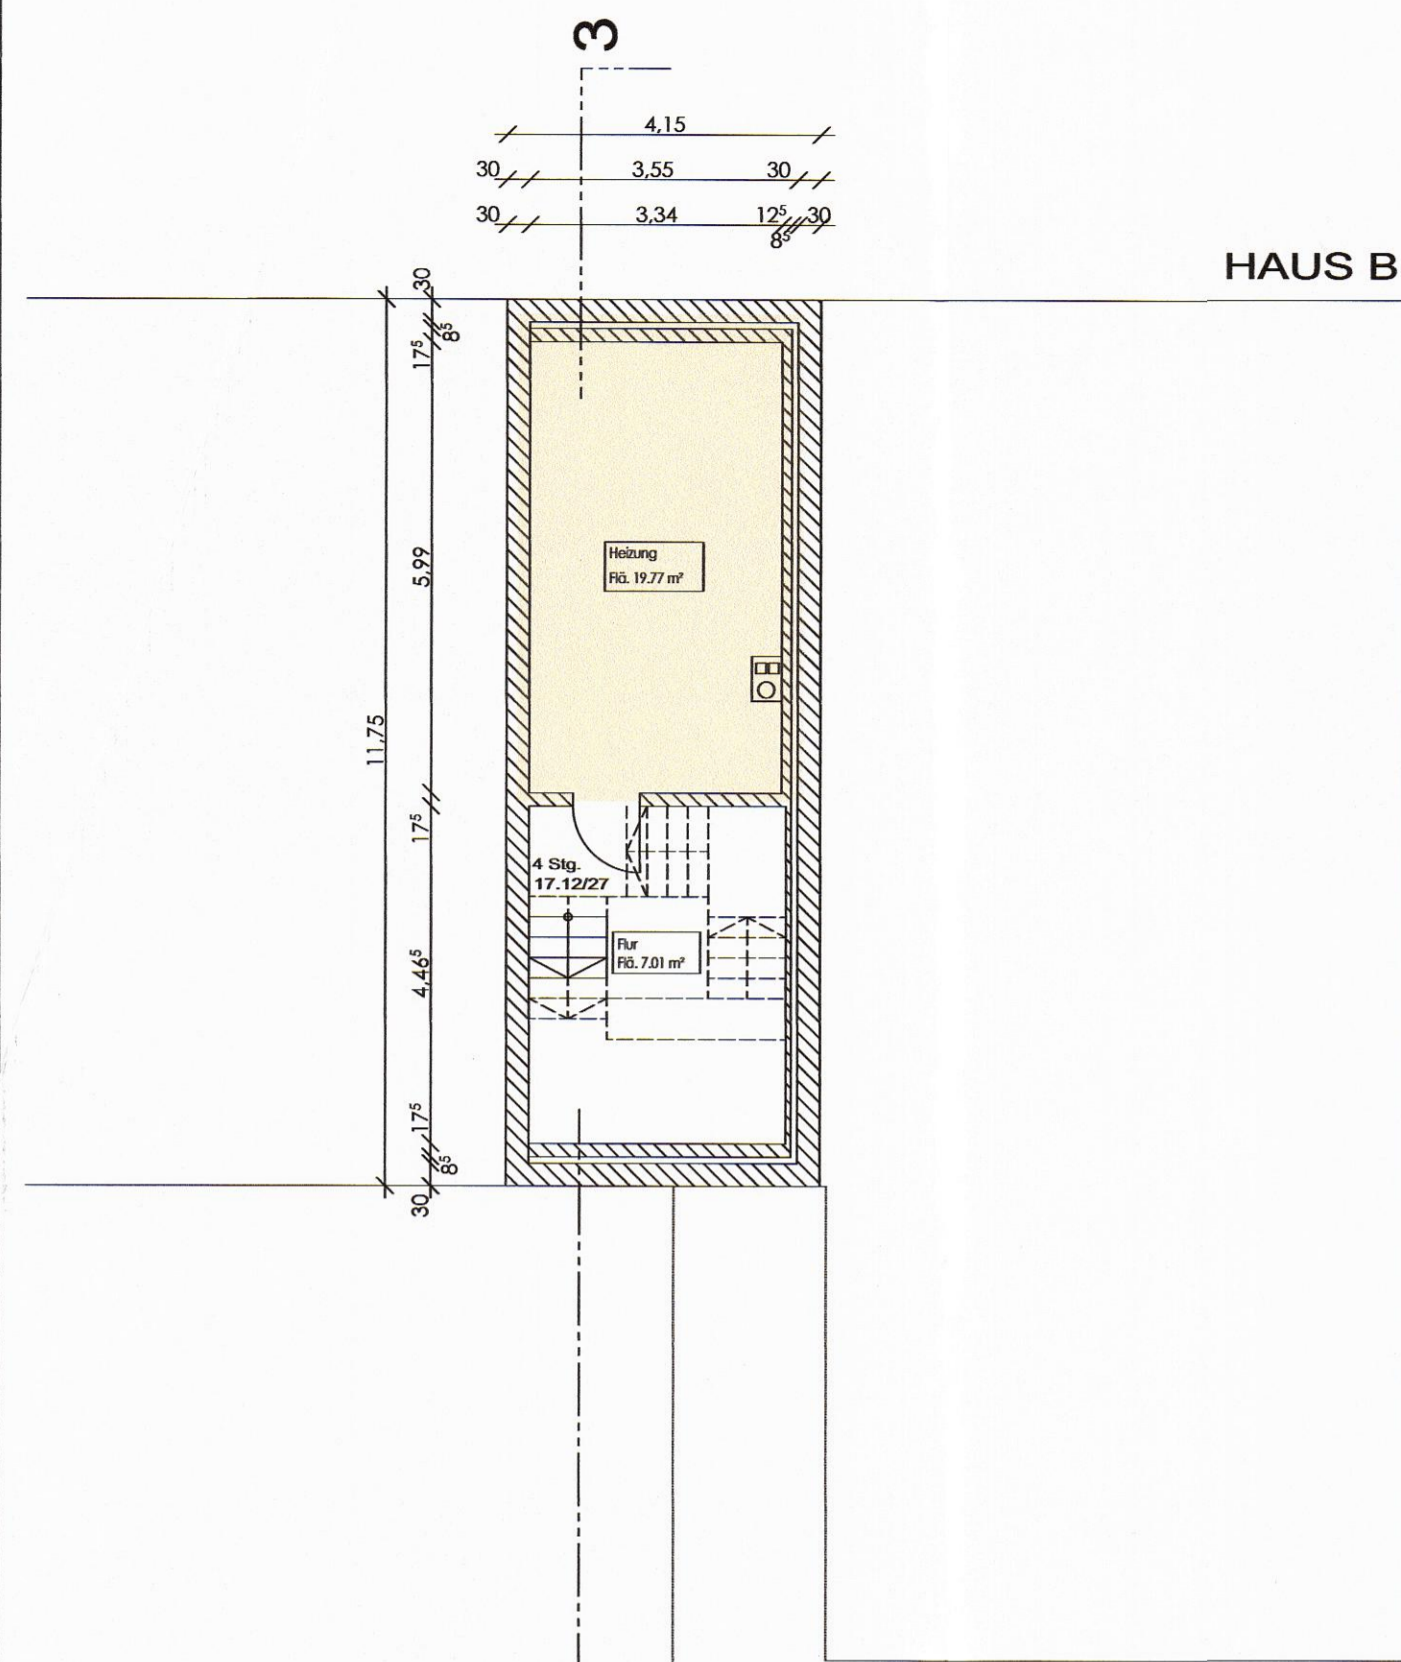 3
4,15
30 3,55 30
30 3,34 12⁵ 30
8⁵
HAUS B
30
8⁵
17⁵
5,99
11,75
17⁵
4,46⁵
17⁵
8⁵
30
Heizung
Flä. 19.77 m²
4 Stg.
17.12/27
Flur
Flä. 7.01 m²